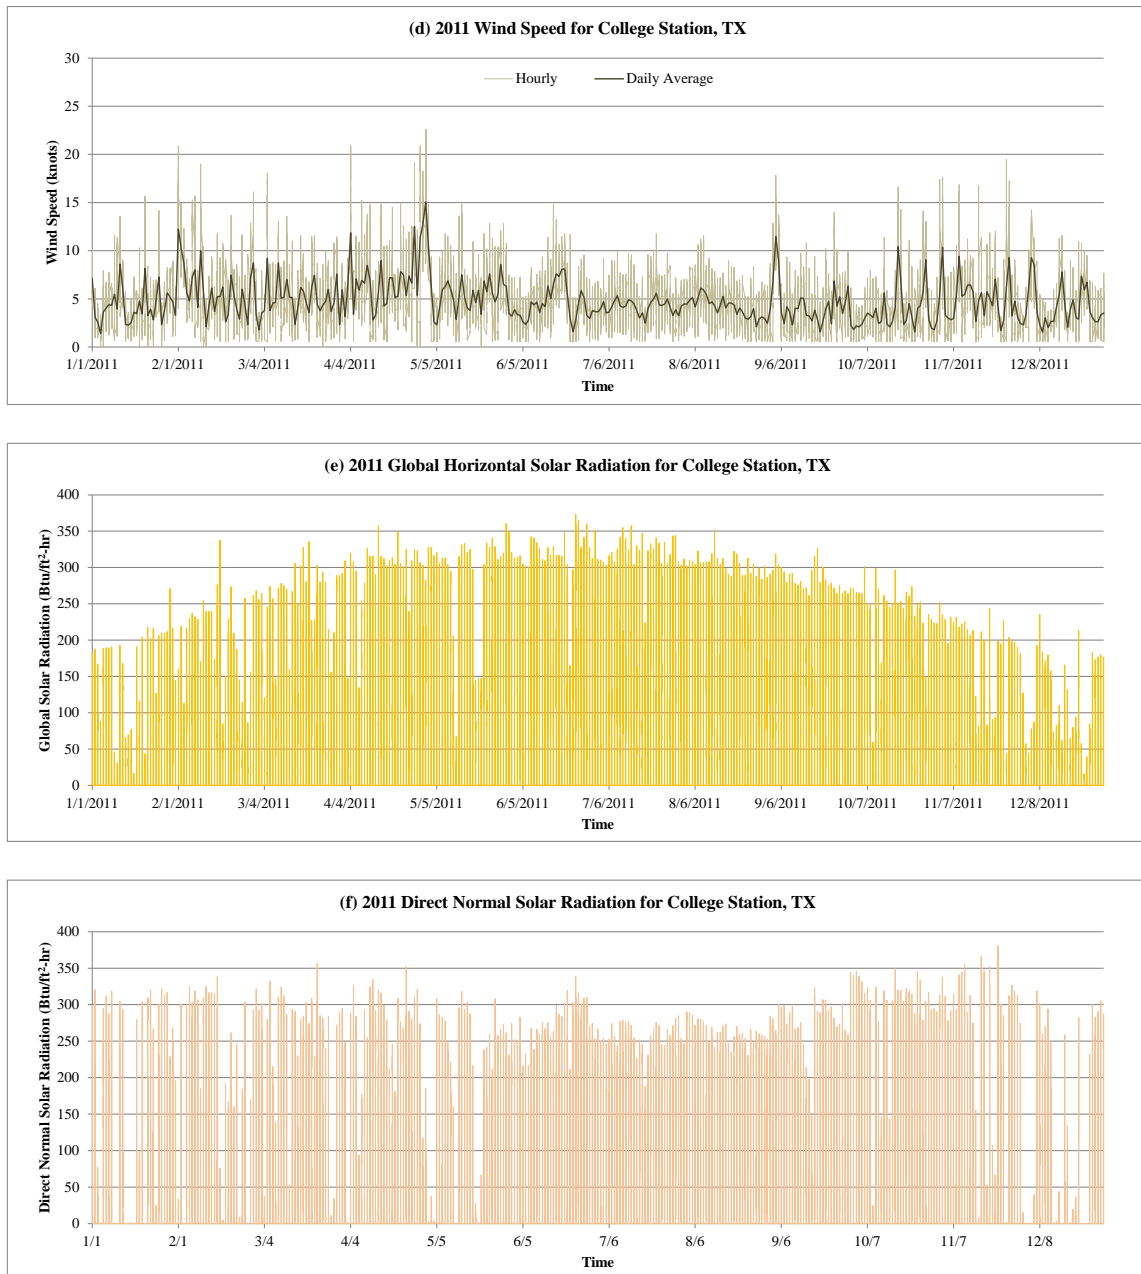 (d) 2011 Wind Speed for College Station, TX
30
Hourly Daily Average
25
20
15
10
5
0
Wind Speed (knots)
1/1/2011 2/1/2011 3/4/2011 4/4/2011 5/5/2011 6/5/2011 7/6/2011 8/6/2011 9/6/2011 10/7/2011 11/7/2011 12/8/2011
Time
(e) 2011 Global Horizontal Solar Radiation for College Station, TX
400
350
300
250
200
150
100
50
0
Global Solar Radiation (Btu/ft²-hr)
1/1/2011 2/1/2011 3/4/2011 4/4/2011 5/5/2011 6/5/2011 7/6/2011 8/6/2011 9/6/2011 10/7/2011 11/7/2011 12/8/2011
Time
(f) 2011 Direct Normal Solar Radiation for College Station, TX
400
350
300
250
200
150
100
50
0
Direct Normal Solar Radiation (Btu/ft²-hr)
1/1 2/1 3/4 4/4 5/5 6/5 7/6 8/6 9/6 10/7 11/7 12/8
Time